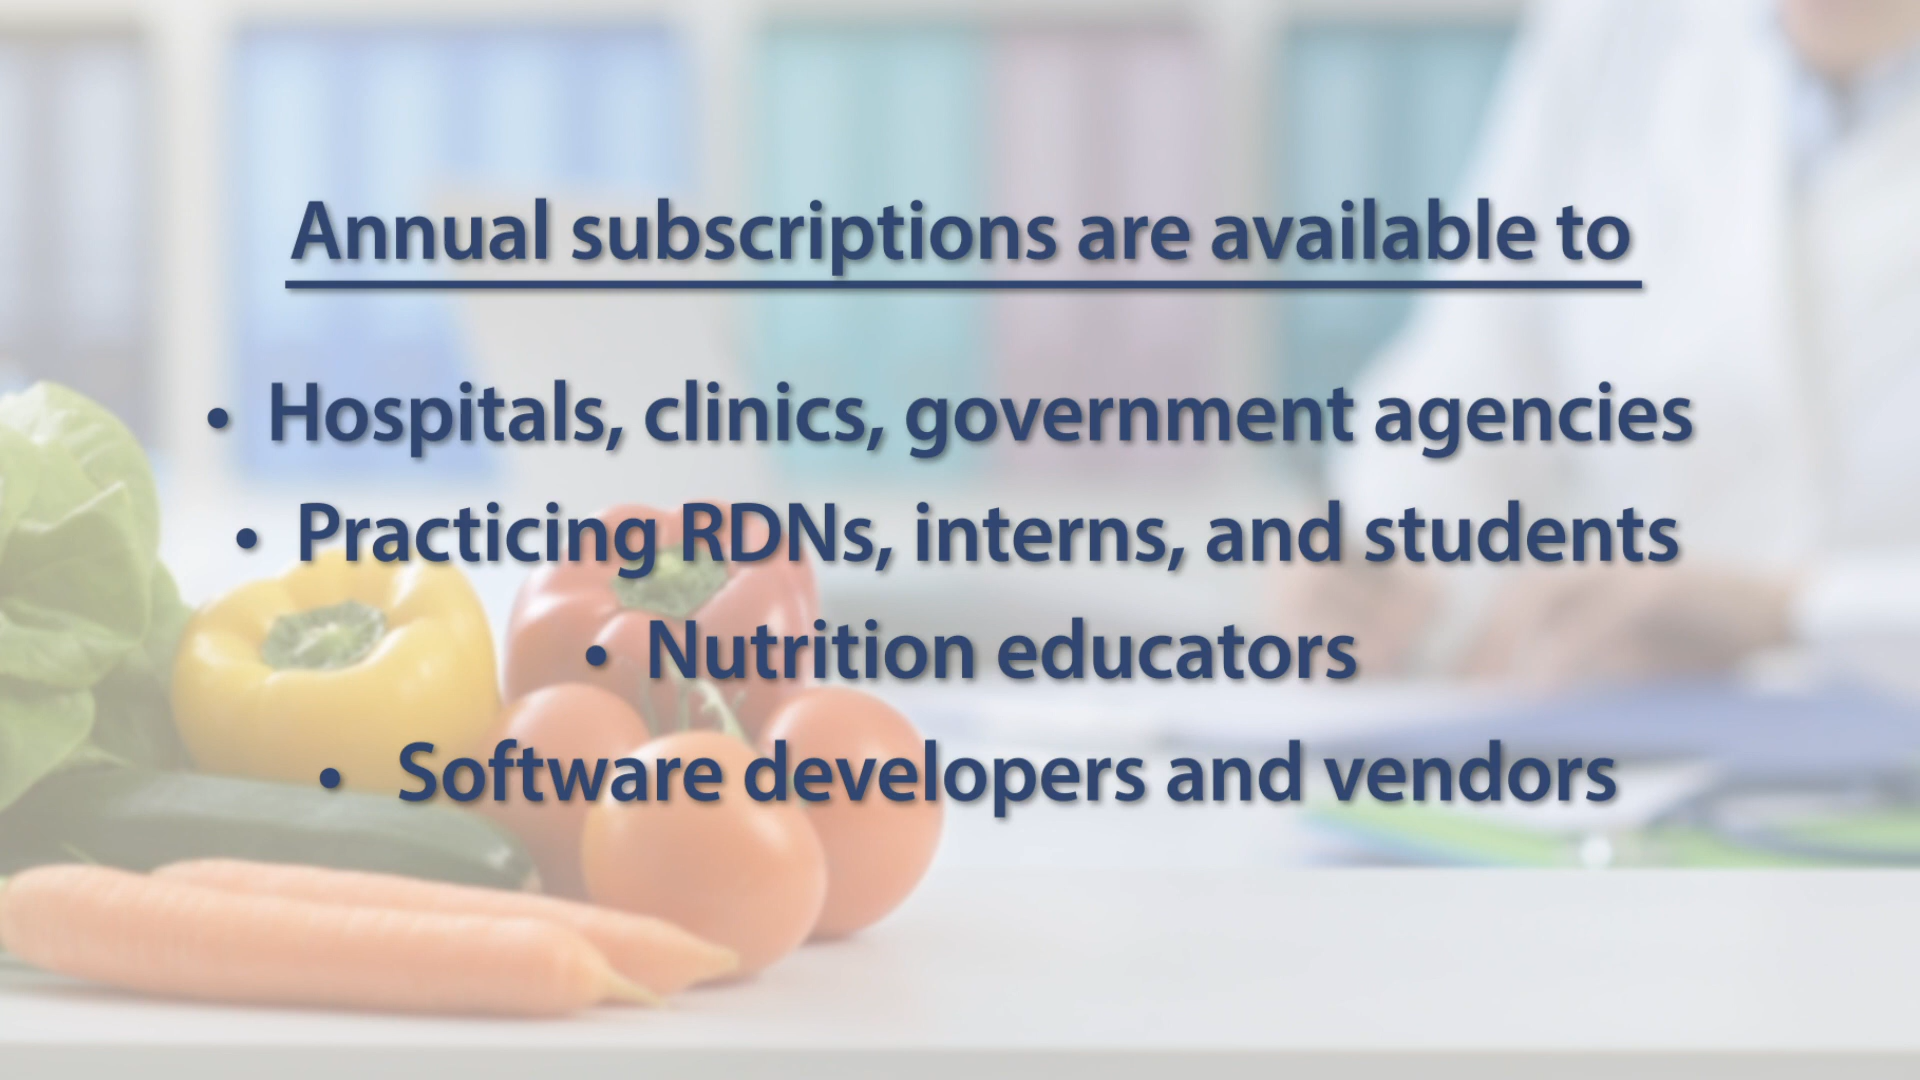 Annual subscriptions are available to
• Hospitals, clinics, government agencies
• Practicing RDNs, interns, and students
• Nutrition educators
• Software developers and vendors